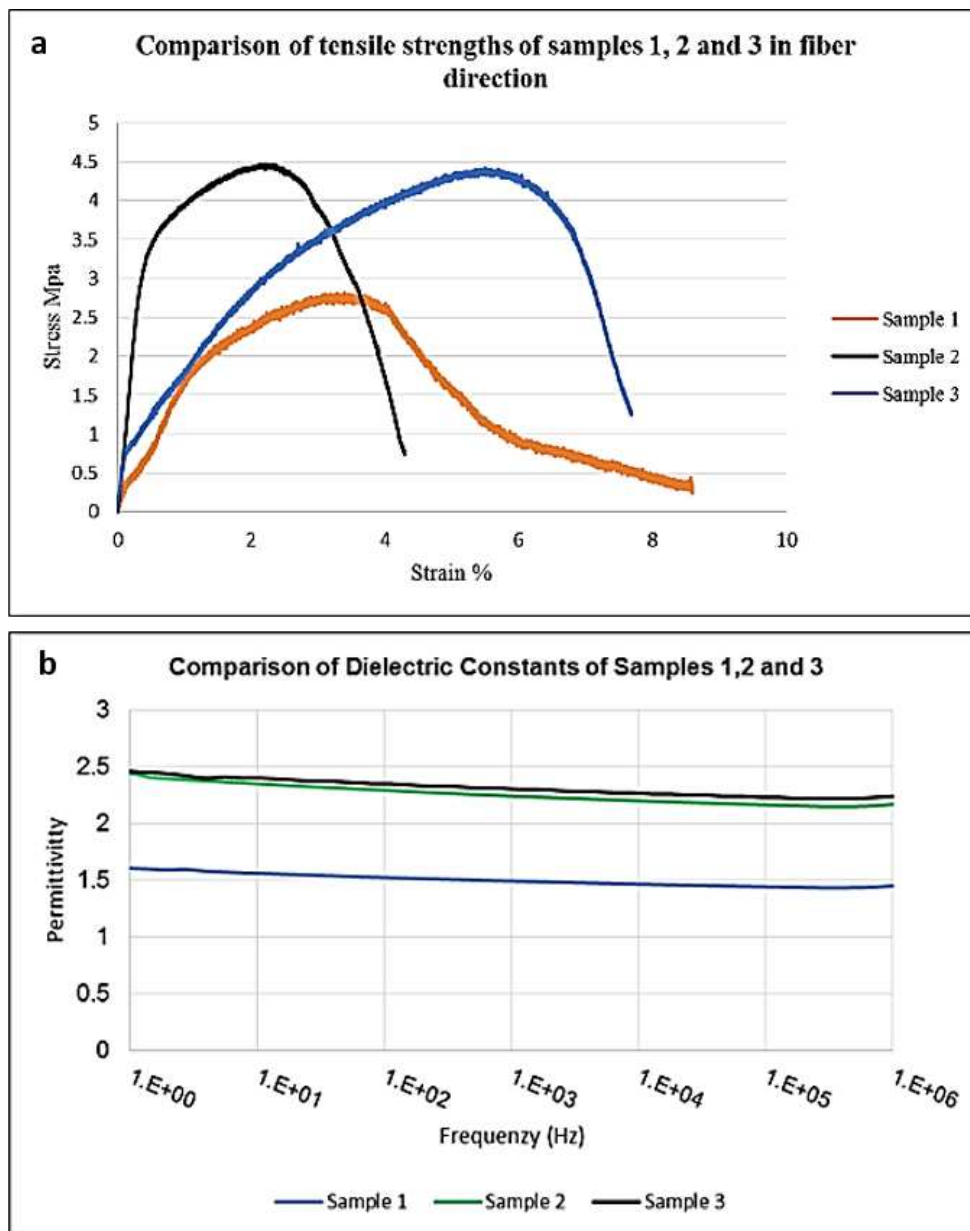 a
Comparison of tensile strengths of samples 1, 2 and 3 in fiber
direction
5
4.5
4
3.5
3
2.5
2
1.5
1
0.5
0
Stress Mpa
0 2 4 6 8 10
Strain %
Sample 1
Sample 2
Sample 3
b
Comparison of Dielectric Constants of Samples 1,2 and 3
3
2.5
2
1.5
1
0.5
0
Permittivitty
1.E+00 1.E+01 1.E+02 1.E+03 1.E+04 1.E+05 1.E+06
Frequenzy (Hz)
Sample 1 Sample 2 Sample 3